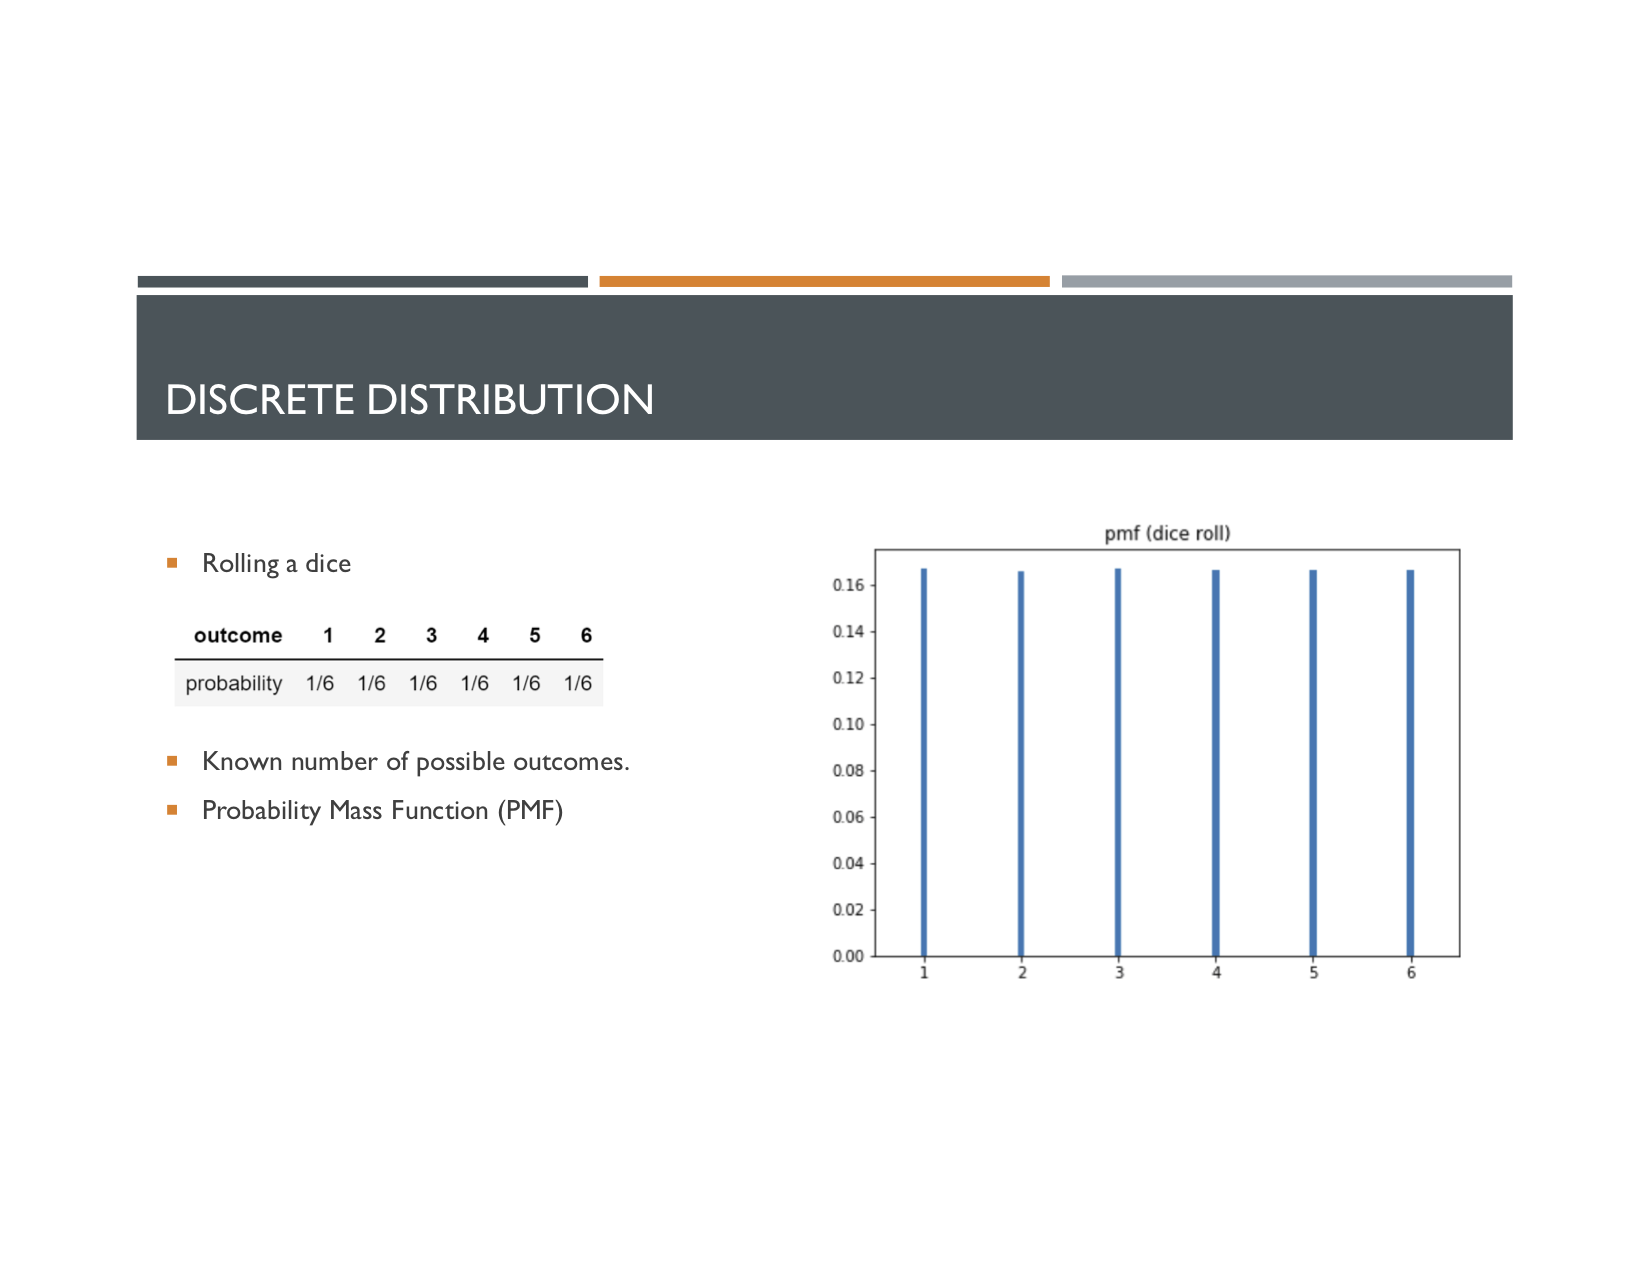 DISCRETE DISTRIBUTION
Rolling a dice
outcome 1 2 3 4 5 6
probability 1/6 1/6 1/6 1/6 1/6 1/6
Known number of possible outcomes.
Probability Mass Function (PMF)
pmf (dice roll)
0.16
0.14
0.12
0.10
0.08
0.06
0.04
0.02
0.00
1 2 3 4 5 6